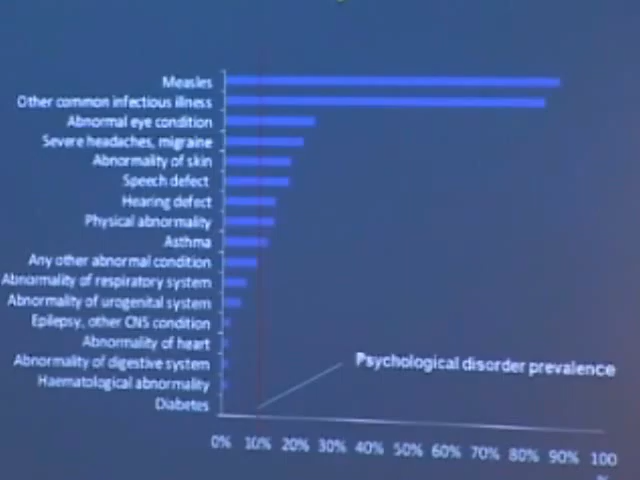 Measles
Other common infectious illness
Abnormal eye condition
Severe headaches, migraine
Abnormality of skin
Speech defect
Hearing defect
Physical abnormality
Asthma
Any other abnormal condition
Abnormality of respiratory system
Abnormality of urogenital system
Epilepsy, other CNS condition
Abnormality of heart
Abnormality of digestive system
Haematological abnormality
Diabetes
Psychological disorder prevalence
0% 10% 20% 30% 40% 50% 60% 70% 80% 90% 100
%